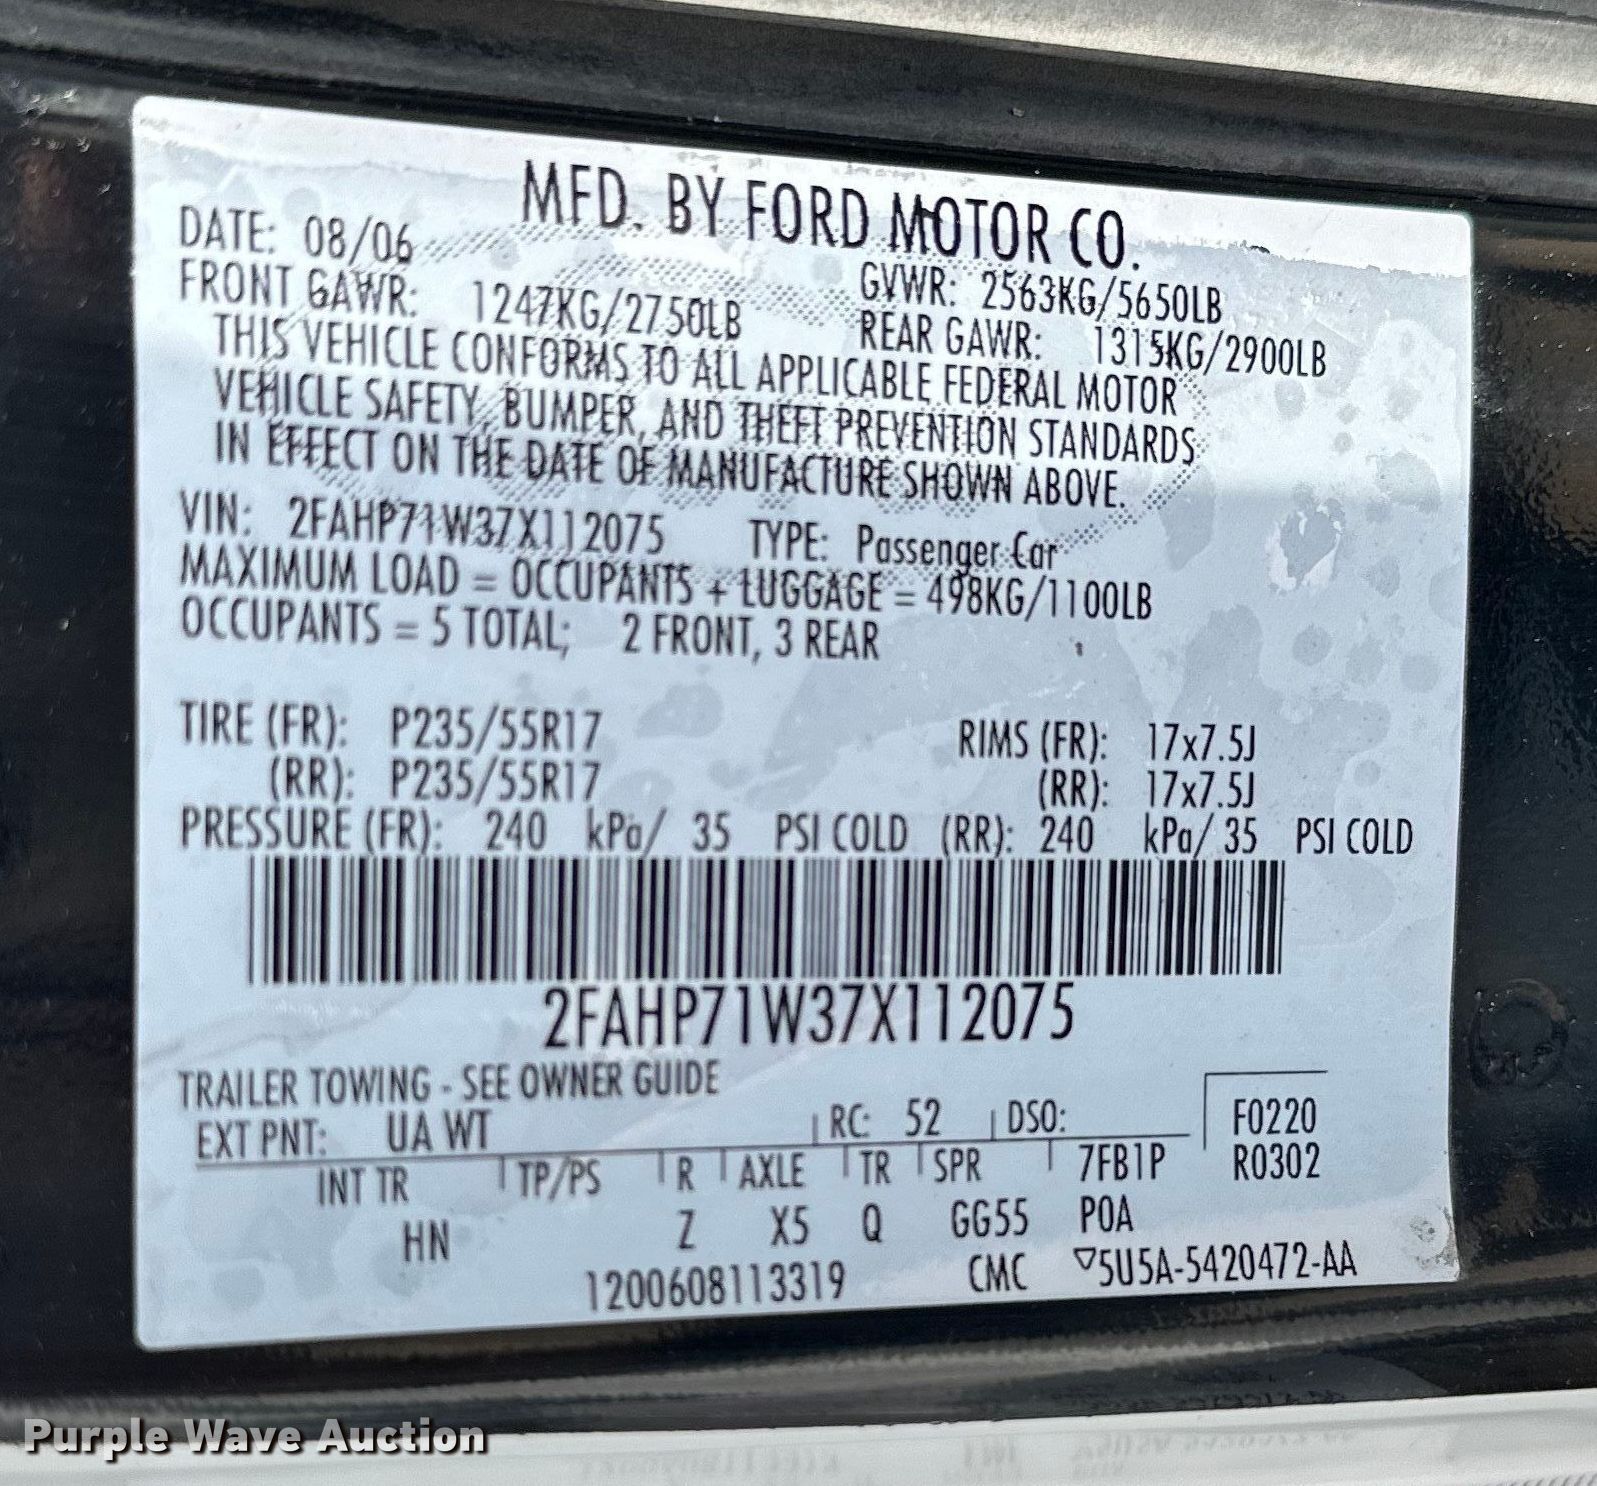 MFD. BY FORD MOTOR CO.
DATE: 08/06 GVWR: 2563KG/5650LB
FRONT GAWR: 1247KG/2750LB REAR GAWR: 1315KG/2900LB
THIS VEHICLE CONFORMS TO ALL APPLICABLE FEDERAL MOTOR
VEHICLE SAFETY, BUMPER, AND THEFT PREVENTION STANDARDS
IN EFFECT ON THE DATE OF MANUFACTURE SHOWN ABOVE.
VIN: 2FAHP71W37X112075 TYPE: Passenger Car
MAXIMUM LOAD = OCCUPANTS + LUGGAGE = 498KG/1100LB
OCCUPANTS = 5 TOTAL; 2 FRONT, 3 REAR
TIRE (FR): P235/55R17 RIMS (FR): 17x7.5J
(RR): P235/55R17 (RR): 17x7.5J
PRESSURE (FR): 240 kPa/ 35 PSI COLD (RR): 240 kPa/ 35 PSI COLD
2FAHP71W37X112075
TRAILER TOWING - SEE OWNER GUIDE
EXT PNT: UA WT RC: 52 DSO: F0220
INT TR TP/PS R AXLE TR SPR 7FB1P R0302
HN Z X5 Q GG55 POA
1200608113319 CMC ▽5U5A-5420472-AA
Purple Wave Auction